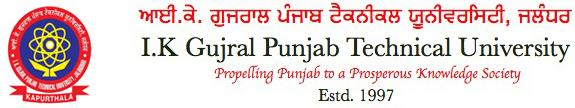 ਆਈ.ਕੇ. ਗੁਜਰਾਲ ਪੰਜਾਬ ਟੈਕਨੀਕਲ ਯੂਨੀਵਰਸਿਟੀ, ਜਲੰਧਰ
I.K Gujral Punjab Technical University
Propelling Punjab to a Prosperous Knowledge Society
Estd. 1997
KAPURTHALA